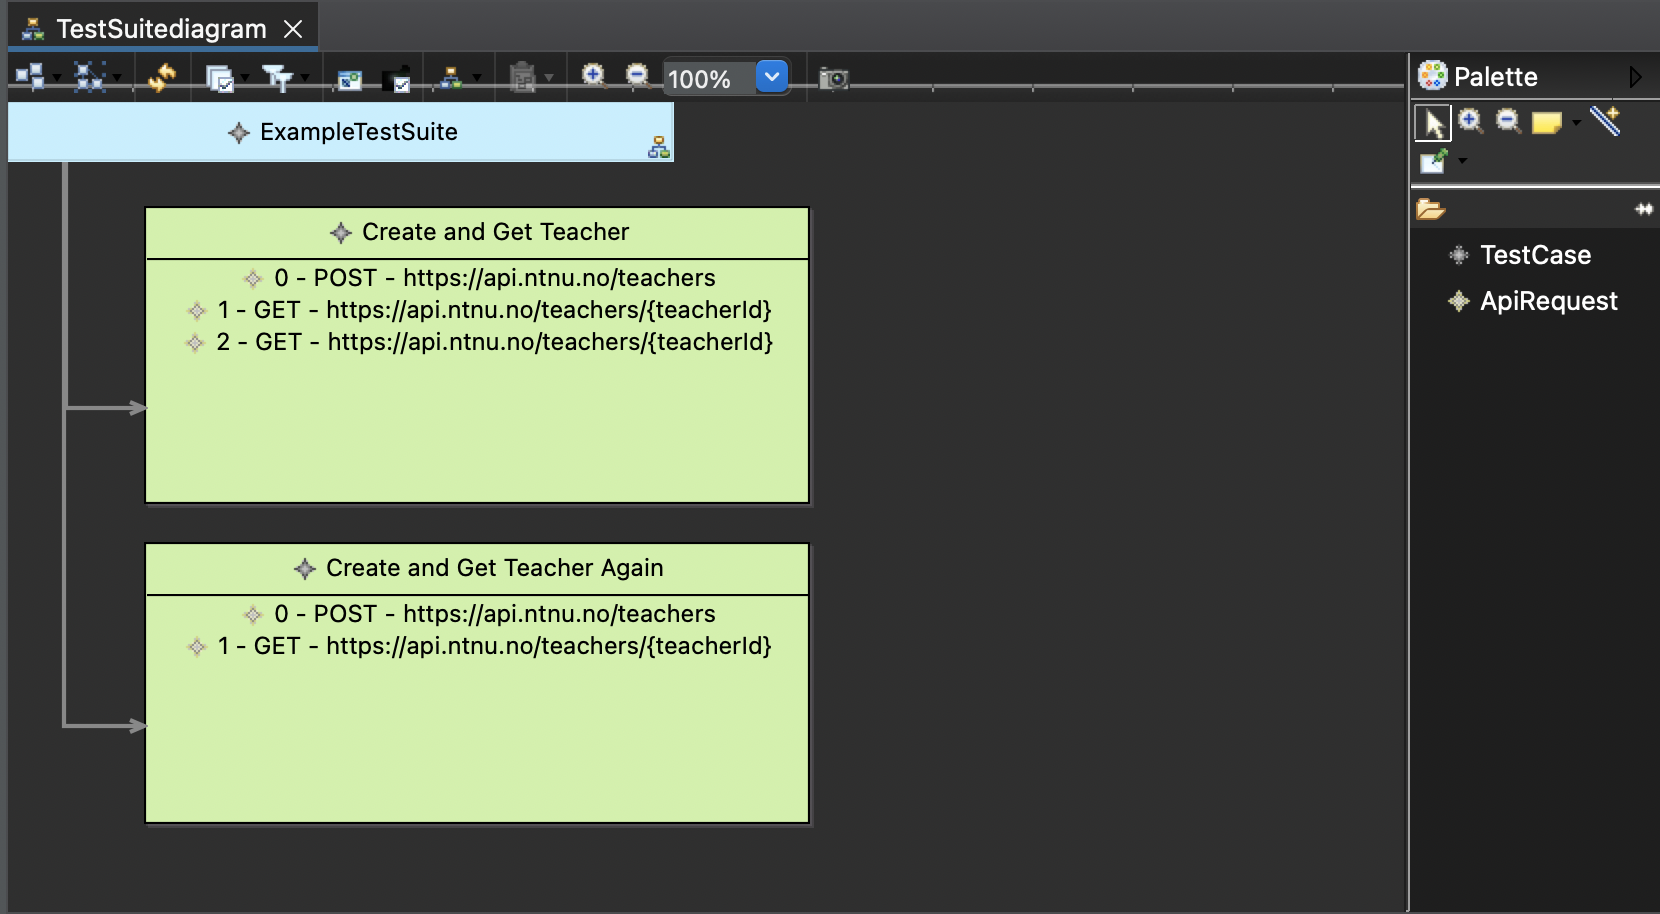 TestSuitediagram
100%
Palette
ExampleTestSuite
Create and Get Teacher
0 - POST - https://api.ntnu.no/teachers
1 - GET - https://api.ntnu.no/teachers/{teacherId}
2 - GET - https://api.ntnu.no/teachers/{teacherId}
Create and Get Teacher Again
0 - POST - https://api.ntnu.no/teachers
1 - GET - https://api.ntnu.no/teachers/{teacherId}
TestCase
ApiRequest